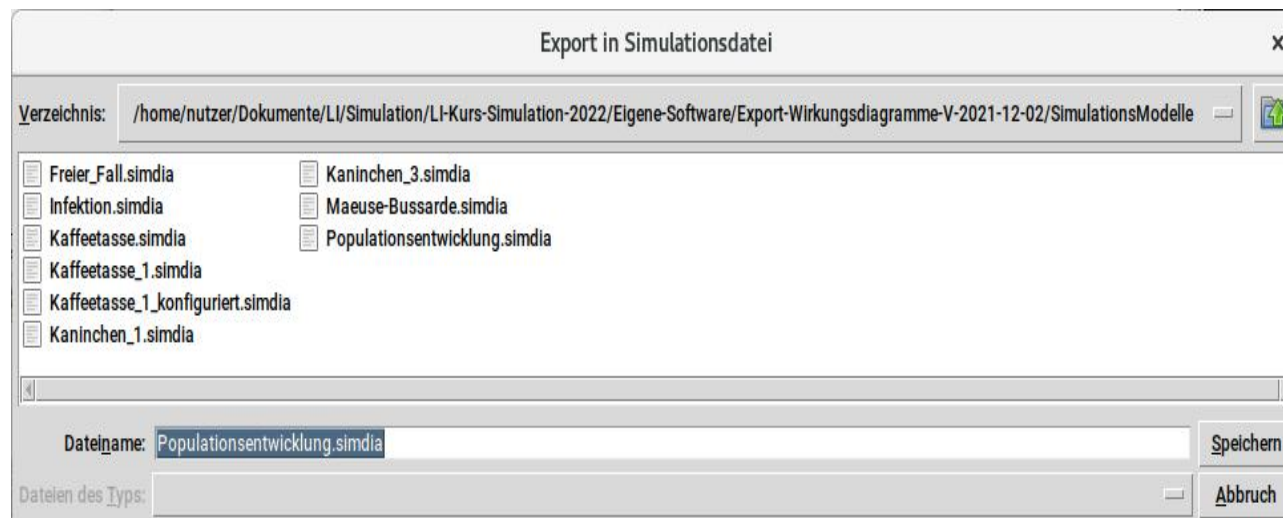 Export in Simulationsdatei
x
Verzeichnis: /home/nutzer/Dokumente/LI/Simulation/LI-Kurs-Simulation-2022/Eigene-Software/Export-Wirkungsdiagramme-V-2021-12-02/SimulationsModelle
Freier_Fall.simdia
Infektion.simdia
Kaffeetasse.simdia
Kaffeetasse_1.simdia
Kaffeetasse_1_konfiguriert.simdia
Kaninchen_1.simdia
Kaninchen_3.simdia
Maeuse-Bussarde.simdia
Populationsentwicklung.simdia
Dateiname: Populationsentwicklung.simdia
Speichern
Dateien des Typs:
Abbruch